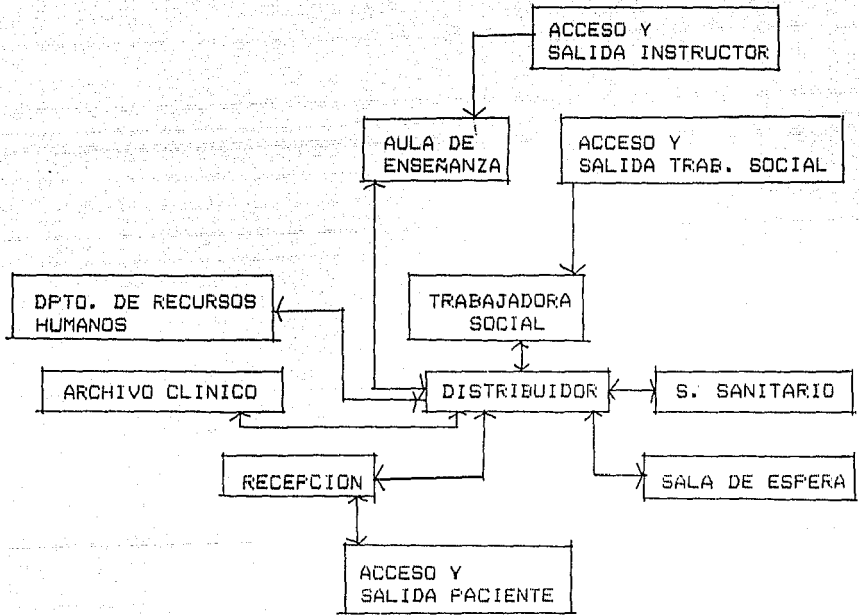 ACCESO Y
SALIDA INSTRUCTOR
AULA DE
ENSEÑANZA
ACCESO Y
SALIDA TRAB. SOCIAL
DPTO. DE RECURSOS
HUMANOS
TRABAJADORA
SOCIAL
ARCHIVO CLINICO
DISTRIBUIDOR
S. SANITARIO
RECEPCION
SALA DE ESPERA
ACCESO Y
SALIDA PACIENTE